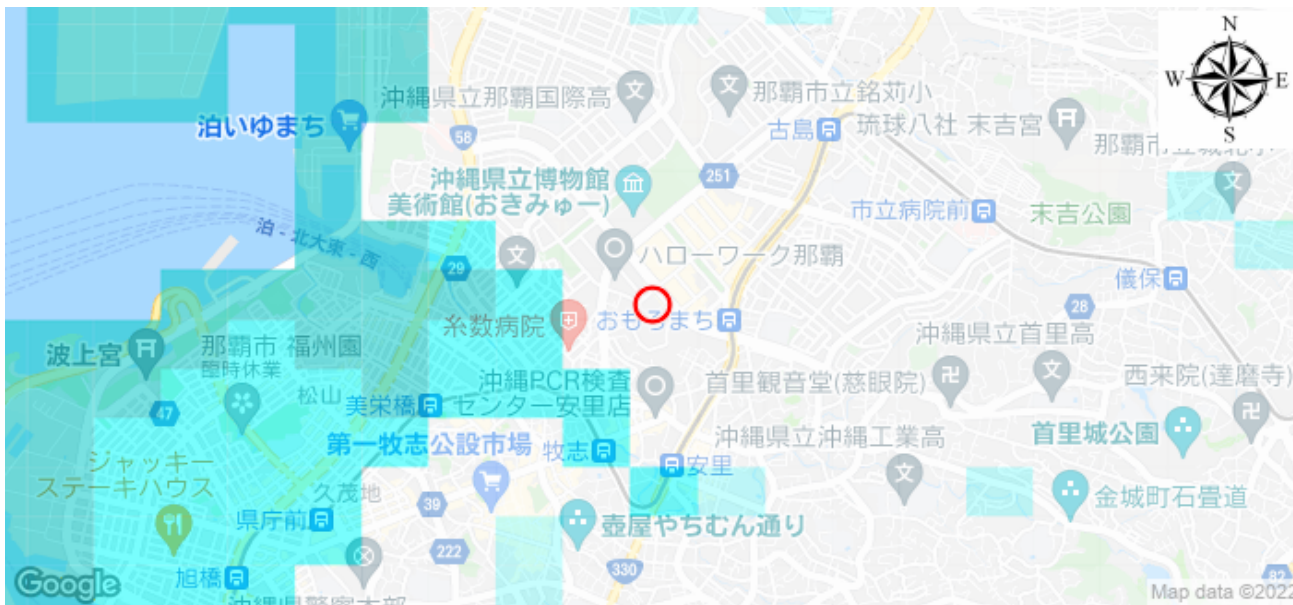 N
W
E
S
沖縄県立那覇国際高
那覇市立銘苅小
泊いゆまち
58
古島
琉球八社 末吉宮
沖縄県立博物館
美術館(おきみゅー)
251
市立病院前
末吉公園
泊 - 北大東 - 西
29
ハローワーク那覇
儀保
28
糸数病院
おもろまち
沖縄県立首里高
波上宮
那覇市 福州園
臨時休業
松山
沖縄PCR検査
センター安里店
首里観音堂(慈眼院)
西来院(達磨寺)
47
美栄橋
第一牧志公設市場
牧志
沖縄県立沖縄工業高
首里城公園
ジャッキー
ステーキハウス
久茂地
安里
39
金城町石畳道
県庁前
壺屋やちむん通り
222
旭橋
330
82
Google
Map data ©2022